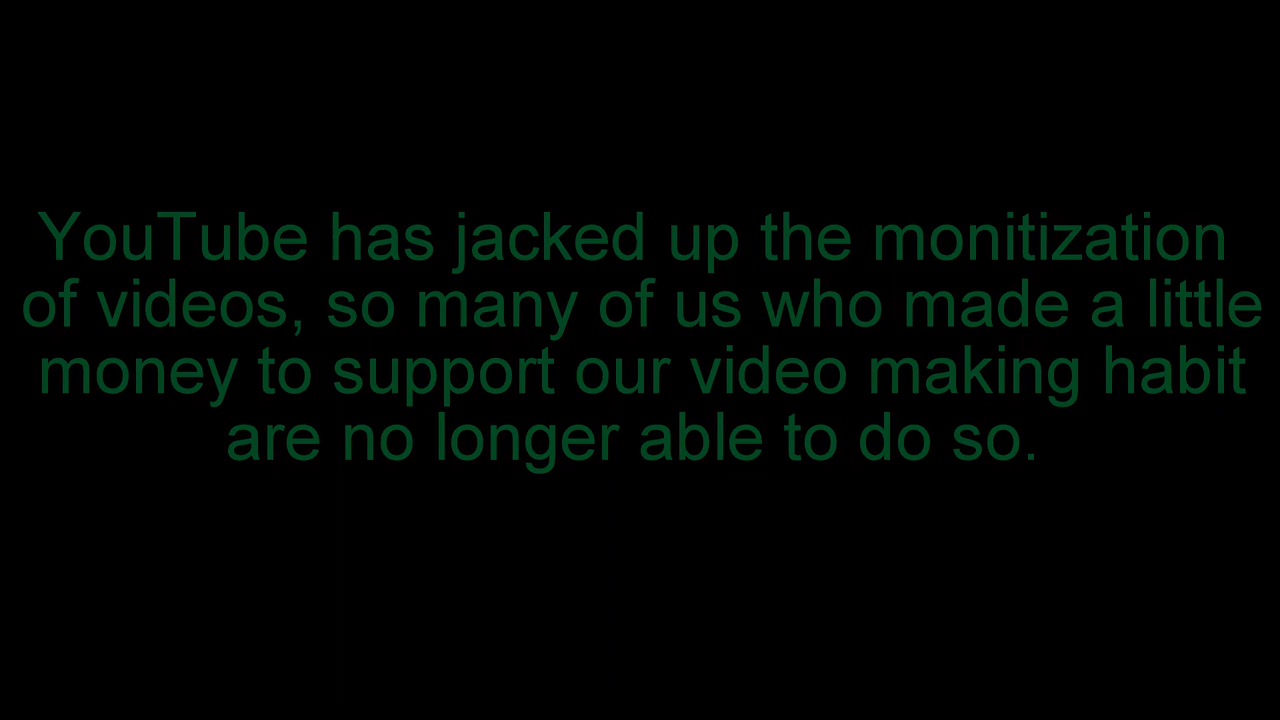 YouTube has jacked up the monitization
of videos, so many of us who made a little
money to support our video making habit
are no longer able to do so.